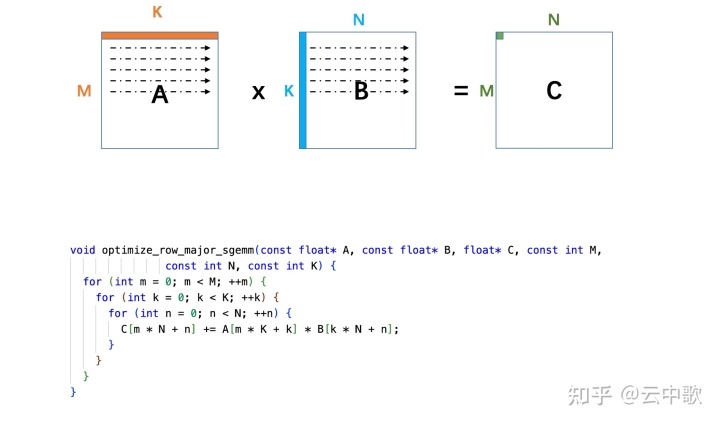 K
N
N
M
A
x
K
B
=
M
C
void optimize_row_major_sgemm(const float* A, const float* B, float* C, const int M,
const int N, const int K) {
for (int m = 0; m < M; ++m) {
for (int k = 0; k < K; ++k) {
for (int n = 0; n < N; ++n) {
C[m * N + n] += A[m * K + k] * B[k * N + n];
}
}
}
}
知乎 @云中歌